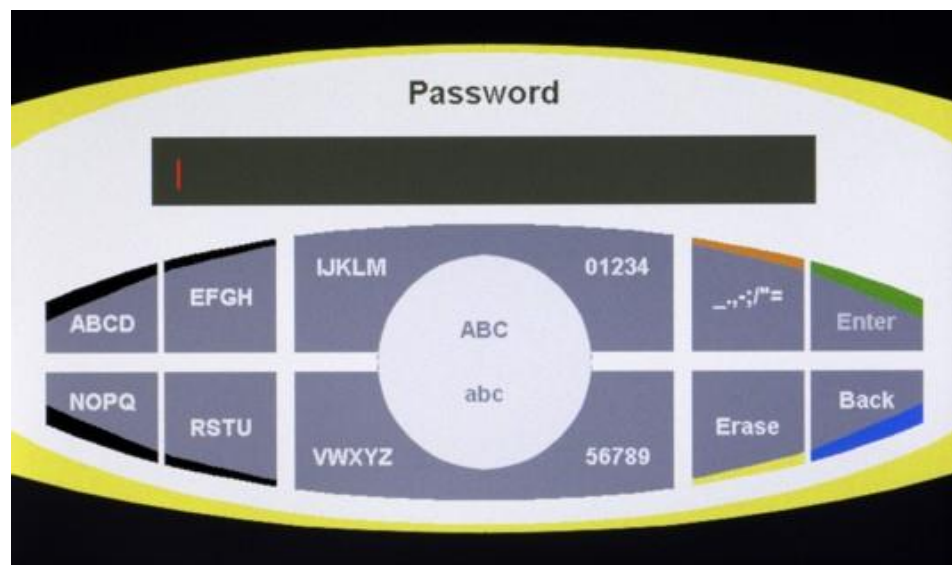 Password
IJKLM 01234
EFGH _.,-;/"=
ABCD ABC Enter
abc
NOPQ Back
RSTU Erase
VWXYZ 56789